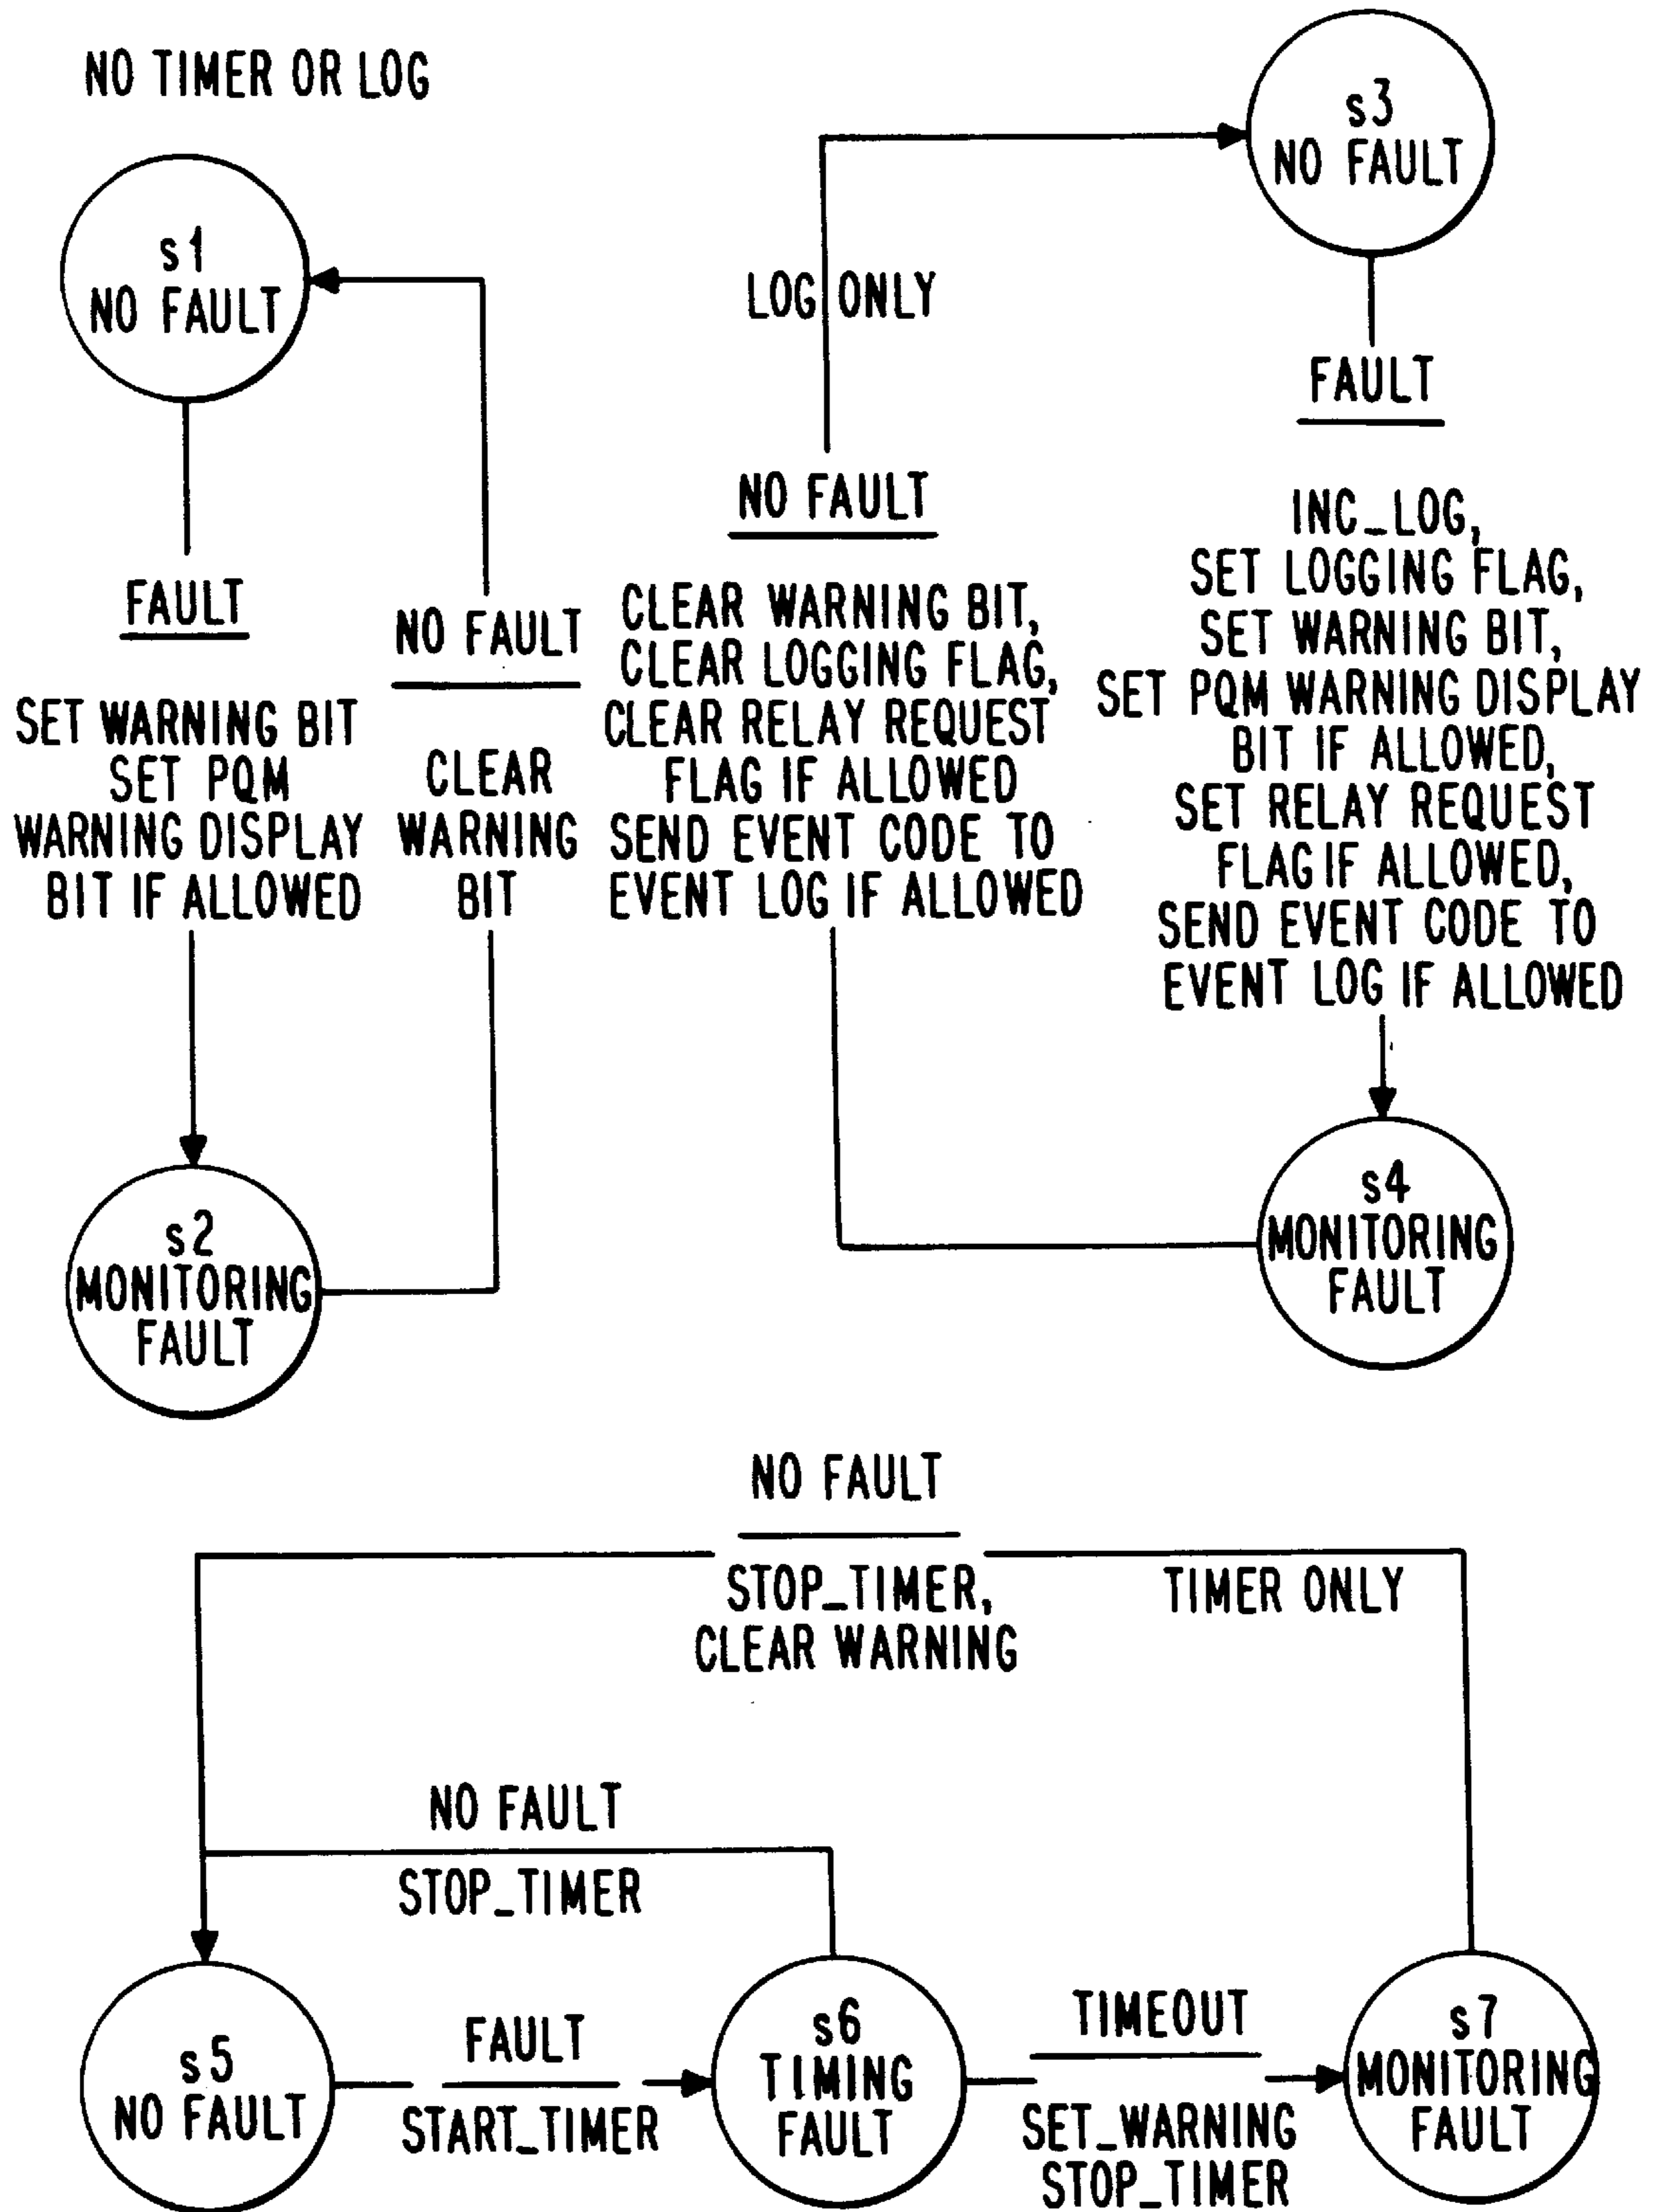 NO TIMER OR LOG
s1
NO FAULT
FAULT
SET WARNING BIT
SET PQM
WARNING DISPLAY
BIT IF ALLOWED
s2
MONITORING
FAULT
NO FAULT
CLEAR
WARNING
BIT
LOG ONLY
NO FAULT
CLEAR WARNING BIT,
CLEAR LOGGING FLAG,
CLEAR RELAY REQUEST
FLAG IF ALLOWED
SEND EVENT CODE TO
EVENT LOG IF ALLOWED
s3
NO FAULT
FAULT
INC_LOG,
SET LOGGING FLAG,
SET WARNING BIT,
SET PQM WARNING DISPLAY
BIT IF ALLOWED,
SET RELAY REQUEST
FLAG IF ALLOWED,
SEND EVENT CODE TO
EVENT LOG IF ALLOWED
s4
MONITORING
FAULT
NO FAULT
STOP_TIMER,
CLEAR WARNING
TIMER ONLY
NO FAULT
STOP_TIMER
s5
NO FAULT
FAULT
START_TIMER
s6
TIMING
FAULT
TIMEOUT
SET_WARNING
STOP_TIMER
s7
MONITORING
FAULT